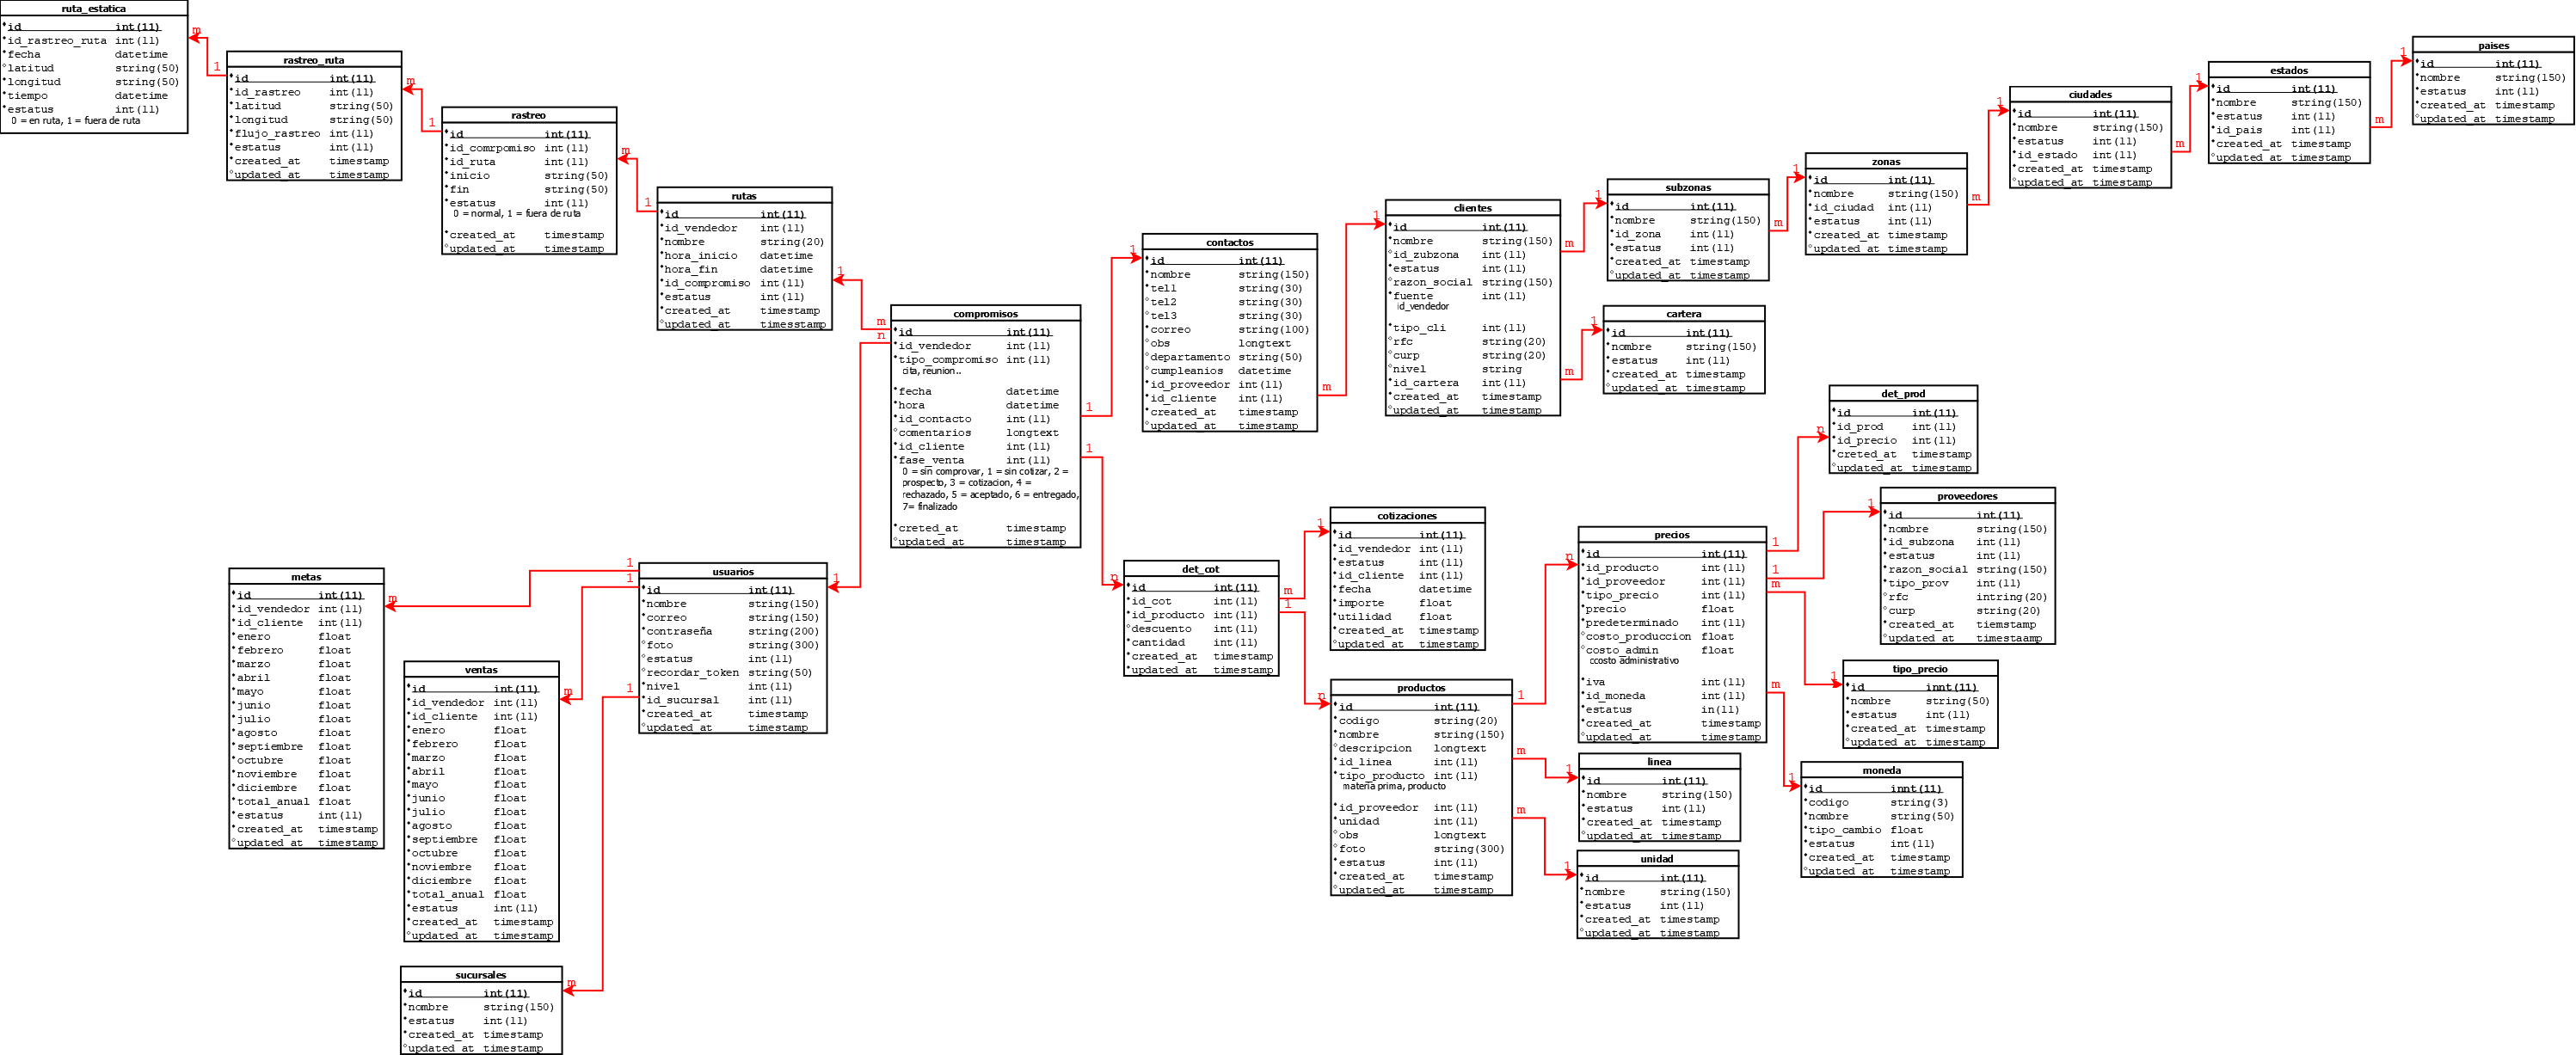 ruta_estatica
id int(11)
id_rastreo_ruta int(11)
fecha datetime
latitud string(50)
longitud string(50)
tiempo datetime
estatus int(11)
0 = en ruta, 1 = fuera de ruta
m
1
rastreo_ruta
id int(11)
id_rastreo int(11)
latitud string(50)
longitud string(50)
flujo_rastreo int(11)
estatus int(11)
created_at timestamp
updated_at timestamp
m
1
rastreo
id int(11)
id_comrpomiso int(11)
id_ruta int(11)
inicio string(50)
fin string(50)
estatus int(11)
0 = normal, 1 = fuera de ruta
created_at timestamp
updated_at timestamp
m
1
rutas
id int(11)
id_vendedor int(11)
nombre string(20)
hora_inicio datetime
hora_fin datetime
id_compromiso int(11)
estatus int(11)
created_at timestamp
updated_at timesstamp
1
m
n
compromisos
id int(11)
id_vendedor int(11)
tipo_compromiso int(11)
cita, reunion..
fecha datetime
hora datetime
id_contacto int(11)
comentarios longtext
id_cliente int(11)
fase_venta int(11)
0 = sin comprovar, 1 = sin cotizar, 2 =
prospecto, 3 = cotizacion, 4 =
rechazado, 5 = aceptado, 6 = entregado,
7= finalizado
creted_at timestamp
updated_at timestamp
1
1
1
contactos
id int(11)
nombre string(150)
tel1 string(30)
tel2 string(30)
tel3 string(30)
correo string(100)
obs longtext
departamento string(50)
cumpleanios datetime
id_proveedor int(11)
id_cliente int(11)
created_at timestamp
updated_at timestamp
m
1
clientes
id int(11)
nombre string(150)
id_zubzona int(11)
estatus int(11)
razon_social string(150)
fuente int(11)
id_vendedor
tipo_cli int(11)
rfc string(20)
curp string(20)
nivel string
id_cartera int(11)
created_at timestamp
updated_at timestamp
m
m
1
subzonas
id int(11)
nombre string(150)
id_zona int(11)
estatus int(11)
created_at timestamp
updated_at timestamp
m
1
zonas
id int(11)
nombre string(150)
id_ciudad int(11)
estatus int(11)
created_at timestamp
updated_at timestamp
m
1
ciudades
id int(11)
nombre string(150)
estatus int(11)
id_estado int(11)
created_at timestamp
updated_at timestamp
m
1
estados
id int(11)
nombre string(150)
estatus int(11)
id_pais int(11)
created_at timestamp
updated_at timestamp
m
1
paises
id int(11)
nombre string(150)
estatus int(11)
created_at timestamp
updated_at timestamp
1
cartera
id int(11)
nombre string(150)
estatus int(11)
created_at timestamp
updated_at timestamp
n
det_prod
id int(11)
id_prod int(11)
id_precio int(11)
creted_at timestamp
updated_at timestamp
1
proveedores
id int(11)
nombre string(150)
id_subzona int(11)
estatus int(11)
razon_social string(150)
tipo_prov int(11)
rfc intring(20)
curp string(20)
created_at tiemstamp
updated_at timestaamp
n
precios
id int(11)
id_producto int(11)
id_proveedor int(11)
tipo_precio int(11)
precio float
predeterminado int(11)
costo_produccion float
costo_admin float
ccosto administrativo
iva int(11)
id_moneda int(11)
estatus in(11)
created_at timestamp
updated_at timestamp
1
1
m
m
1
tipo_precio
id innt(11)
nombre string(50)
estatus int(11)
created_at timestamp
updated_at timestamp
1
moneda
id innt(11)
codigo string(3)
nombre string(50)
tipo_cambio float
estatus int(11)
created_at timestamp
updated_at timestamp
1
cotizaciones
id int(11)
id_vendedor int(11)
estatus int(11)
id_cliente int(11)
fecha datetime
importe float
utilidad float
created_at timestamp
updated_at timestamp
n
det_cot
id int(11)
id_cot int(11)
id_producto int(11)
descuento int(11)
cantidad int(11)
created_at timestamp
updated_at timestamp
m
1
n
productos
id int(11)
codigo string(20)
nombre string(150)
descripcion longtext
id_linea int(11)
tipo_producto int(11)
materia prima, producto
id_proveedor int(11)
unidad int(11)
obs longtext
foto string(300)
estatus int(11)
created_at timestamp
updated_at timestamp
1
m
m
1
linea
id int(11)
nombre string(150)
estatus int(11)
created_at timestamp
updated_at timestamp
1
unidad
id int(11)
nombre string(150)
estatus int(11)
created_at timestamp
updated_at timestamp
1
1
1
1
usuarios
id int(11)
nombre string(150)
correo string(150)
contraseña string(200)
foto string(300)
estatus int(11)
recordar_token string(50)
nivel int(11)
id_sucursal int(11)
created_at timestamp
updated_at timestamp
m
metas
id int(11)
id_vendedor int(11)
id_cliente int(11)
enero float
febrero float
marzo float
abril float
mayo float
junio float
julio float
agosto float
septiembre float
octubre float
noviembre float
diciembre float
total_anual float
estatus int(11)
created_at timestamp
updated_at timestamp
m
ventas
id int(11)
id_vendedor int(11)
id_cliente int(11)
enero float
febrero float
marzo float
abril float
mayo float
junio float
julio float
agosto float
septiembre float
octubre float
noviembre float
diciembre float
total_anual float
estatus int(11)
created_at timestamp
updated_at timestamp
m
sucursales
id int(11)
nombre string(150)
estatus int(11)
created_at timestamp
updated_at timestamp